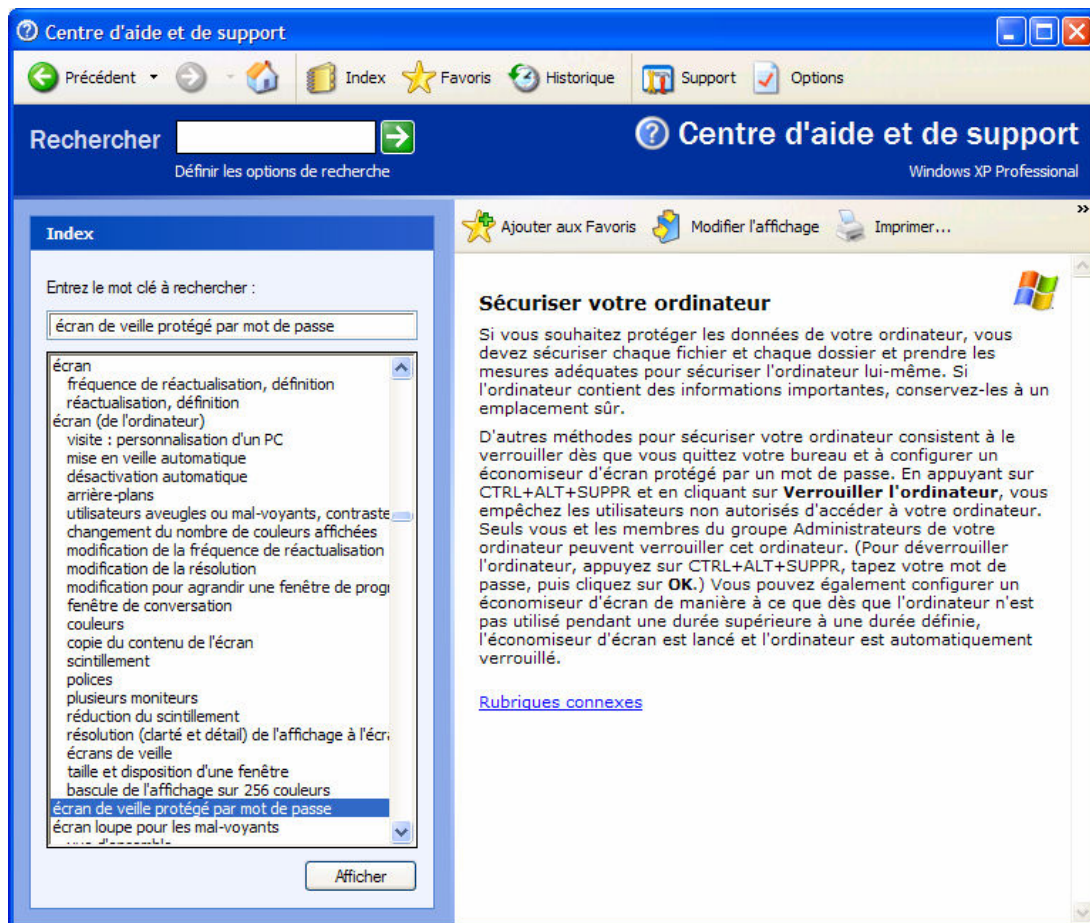 Centre d'aide et de support
Précédent
Index
Favoris
Historique
Support
Options
Rechercher
Définir les options de recherche
Centre d'aide et de support
Windows XP Professional
Index
Entrez le mot clé à rechercher :
écran de veille protégé par mot de passe
écran
fréquence de réactualisation, définition
réactualisation, définition
écran (de l'ordinateur)
visite : personnalisation d'un PC
mise en veille automatique
désactivation automatique
arrière-plans
utilisateurs aveugles ou mal-voyants, contraste
changement du nombre de couleurs affichées
modification de la fréquence de réactualisation
modification de la résolution
modification pour agrandir une fenêtre de progr
fenêtre de conversation
couleurs
copie du contenu de l'écran
scintillement
polices
plusieurs moniteurs
réduction du scintillement
résolution (clarté et détail) de l'affichage à l'écra
écrans de veille
taille et disposition d'une fenêtre
bascule de l'affichage sur 256 couleurs
écran de veille protégé par mot de passe
écran loupe pour les mal-voyants
Afficher
Ajouter aux Favoris
Modifier l'affichage
Imprimer...
»
Sécuriser votre ordinateur
Si vous souhaitez protéger les données de votre ordinateur, vous
devez sécuriser chaque fichier et chaque dossier et prendre les
mesures adéquates pour sécuriser l'ordinateur lui-même. Si
l'ordinateur contient des informations importantes, conservez-les à un
emplacement sûr.
D'autres méthodes pour sécuriser votre ordinateur consistent à le
verrouiller dès que vous quittez votre bureau et à configurer un
économiseur d'écran protégé par un mot de passe. En appuyant sur
CTRL+ALT+SUPPR et en cliquant sur Verrouiller l'ordinateur, vous
empêchez les utilisateurs non autorisés d'accéder à votre ordinateur.
Seuls vous et les membres du groupe Administrateurs de votre
ordinateur peuvent verrouiller cet ordinateur. (Pour déverrouiller
l'ordinateur, appuyez sur CTRL+ALT+SUPPR, tapez votre mot de
passe, puis cliquez sur OK.) Vous pouvez également configurer un
économiseur d'écran de manière à ce que dès que l'ordinateur n'est
pas utilisé pendant une durée supérieure à une durée définie,
l'économiseur d'écran est lancé et l'ordinateur est automatiquement
verrouillé.
Rubriques connexes